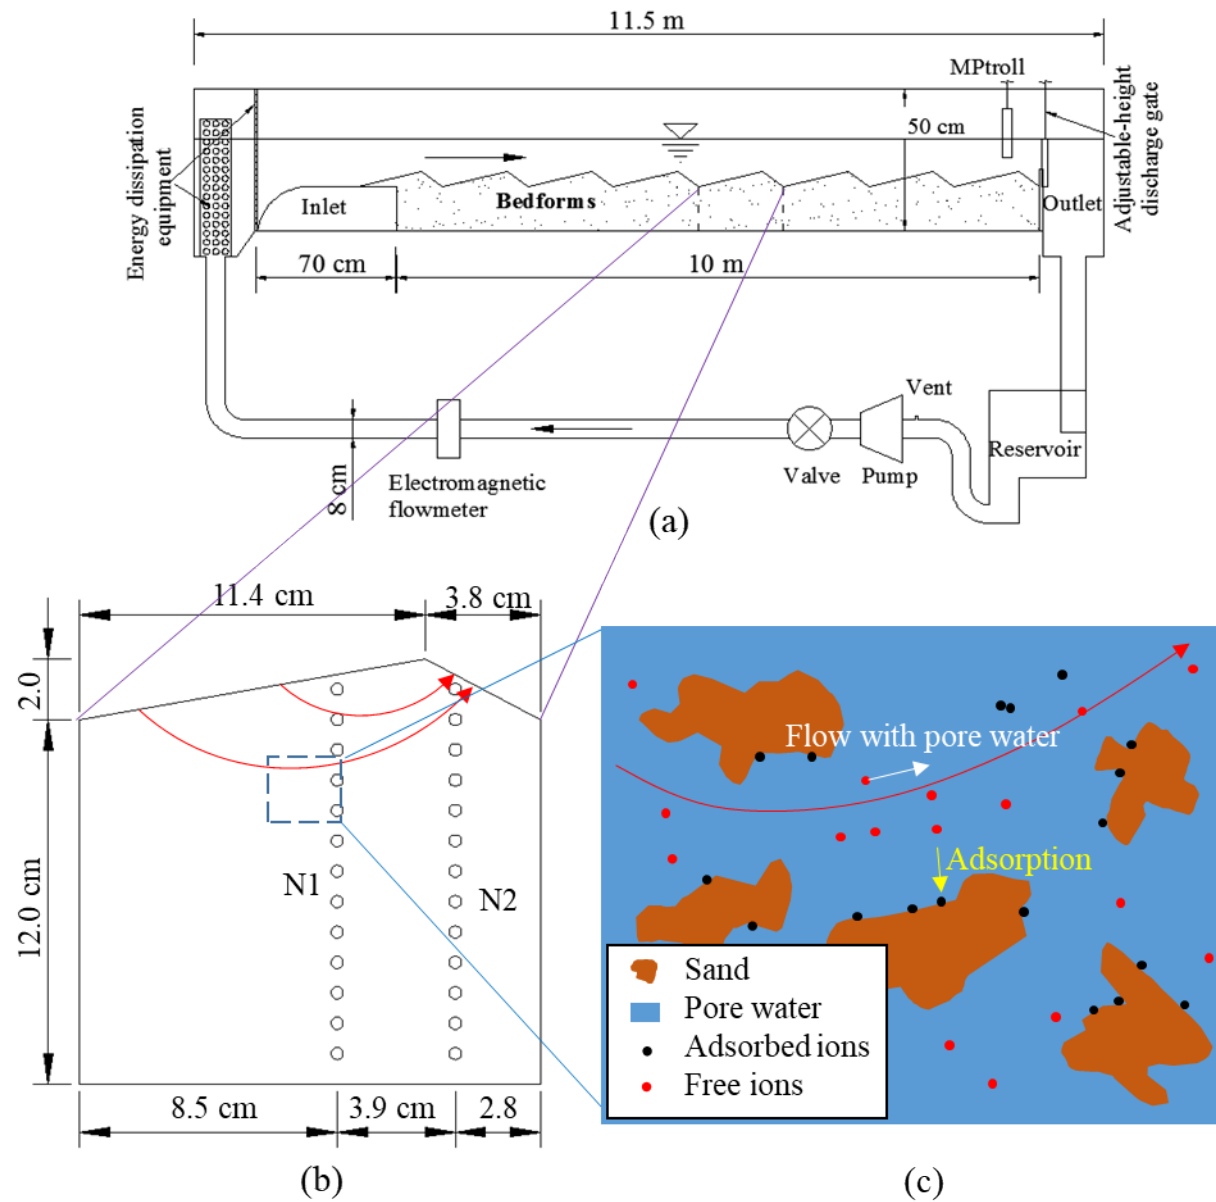 11.5 m
MPtroll
50 cm
Adjustable-height
discharge gate
Energy dissipation
equipment
Inlet
Bedforms
Outlet
70 cm
10 m
Vent
Reservoir
Valve
Pump
Electromagnetic
flowmeter
8 cm
(a)
11.4 cm
3.8 cm
2.0
12.0 cm
N1
N2
8.5 cm
3.9 cm
2.8
(b)
Flow with pore water
Adsorption
Sand
Pore water
Adsorbed ions
Free ions
(c)